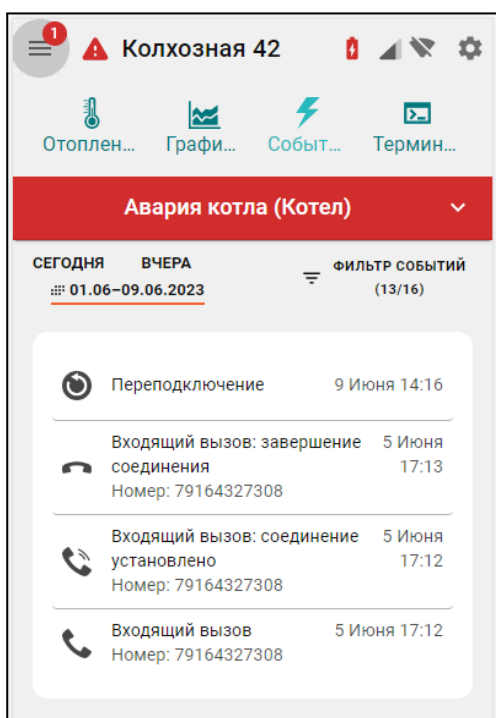 1
Колхозная 42
Отоплен... Графи... Событ... Термин...
Авария котла (Котел)
СЕГОДНЯ ВЧЕРА
01.06–09.06.2023
ФИЛЬТР СОБЫТИЙ
(13/16)
Переподключение 9 Июня 14:16
Входящий вызов: завершение 5 Июня
соединения 17:13
Номер: 79164327308
Входящий вызов: соединение 5 Июня
установлено 17:12
Номер: 79164327308
Входящий вызов 5 Июня 17:12
Номер: 79164327308